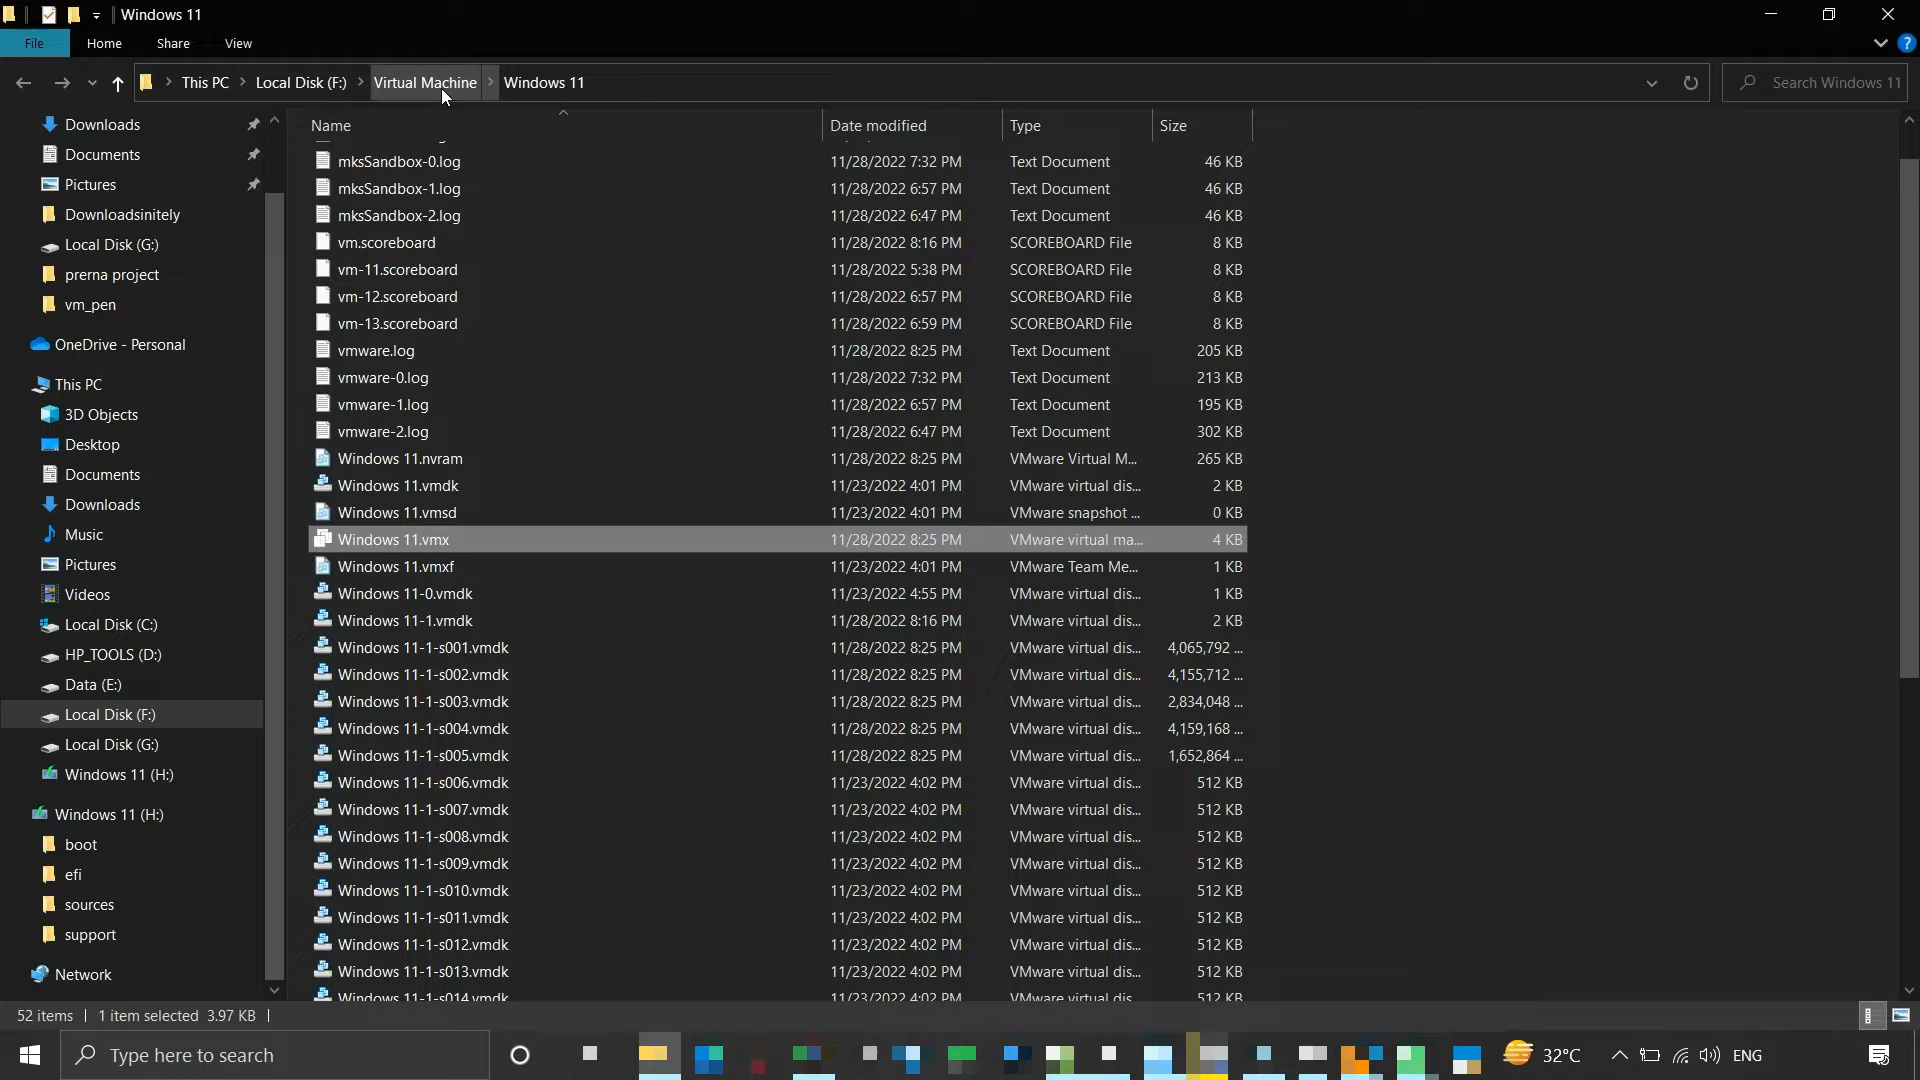 Windows 11
File Home Share View
This PC Local Disk (F:) Virtual Machine Windows 11
Search Windows 11
Downloads
Documents
Pictures
Downloadsinitely
Local Disk (G:)
prerna project
vm_pen
OneDrive - Personal
This PC
3D Objects
Desktop
Documents
Downloads
Music
Pictures
Videos
Local Disk (C:)
HP_TOOLS (D:)
Data (E:)
Local Disk (F:)
Local Disk (G:)
Windows 11 (H:)
Windows 11 (H:)
boot
efi
sources
support
Network
Name Date modified Type Size
mksSandbox-0.log 11/28/2022 7:32 PM Text Document 46 KB
mksSandbox-1.log 11/28/2022 6:57 PM Text Document 46 KB
mksSandbox-2.log 11/28/2022 6:47 PM Text Document 46 KB
vm.scoreboard 11/28/2022 8:16 PM SCOREBOARD File 8 KB
vm-11.scoreboard 11/28/2022 5:38 PM SCOREBOARD File 8 KB
vm-12.scoreboard 11/28/2022 6:57 PM SCOREBOARD File 8 KB
vm-13.scoreboard 11/28/2022 6:59 PM SCOREBOARD File 8 KB
vmware.log 11/28/2022 8:25 PM Text Document 205 KB
vmware-0.log 11/28/2022 7:32 PM Text Document 213 KB
vmware-1.log 11/28/2022 6:57 PM Text Document 195 KB
vmware-2.log 11/28/2022 6:47 PM Text Document 302 KB
Windows 11.nvram 11/28/2022 8:25 PM VMware Virtual M... 265 KB
Windows 11.vmdk 11/23/2022 4:01 PM VMware virtual dis... 2 KB
Windows 11.vmsd 11/23/2022 4:01 PM VMware snapshot ... 0 KB
Windows 11.vmx 11/28/2022 8:25 PM VMware virtual ma... 4 KB
Windows 11.vmxf 11/23/2022 4:01 PM VMware Team Me... 1 KB
Windows 11-0.vmdk 11/23/2022 4:55 PM VMware virtual dis... 1 KB
Windows 11-1.vmdk 11/28/2022 8:16 PM VMware virtual dis... 2 KB
Windows 11-1-s001.vmdk 11/28/2022 8:25 PM VMware virtual dis... 4,065,792 ...
Windows 11-1-s002.vmdk 11/28/2022 8:25 PM VMware virtual dis... 4,155,712 ...
Windows 11-1-s003.vmdk 11/28/2022 8:25 PM VMware virtual dis... 2,834,048 ...
Windows 11-1-s004.vmdk 11/28/2022 8:25 PM VMware virtual dis... 4,159,168 ...
Windows 11-1-s005.vmdk 11/28/2022 8:25 PM VMware virtual dis... 1,652,864 ...
Windows 11-1-s006.vmdk 11/23/2022 4:02 PM VMware virtual dis... 512 KB
Windows 11-1-s007.vmdk 11/23/2022 4:02 PM VMware virtual dis... 512 KB
Windows 11-1-s008.vmdk 11/23/2022 4:02 PM VMware virtual dis... 512 KB
Windows 11-1-s009.vmdk 11/23/2022 4:02 PM VMware virtual dis... 512 KB
Windows 11-1-s010.vmdk 11/23/2022 4:02 PM VMware virtual dis... 512 KB
Windows 11-1-s011.vmdk 11/23/2022 4:02 PM VMware virtual dis... 512 KB
Windows 11-1-s012.vmdk 11/23/2022 4:02 PM VMware virtual dis... 512 KB
Windows 11-1-s013.vmdk 11/23/2022 4:02 PM VMware virtual dis... 512 KB
Windows 11-1-s014.vmdk 11/23/2022 4:02 PM VMware virtual dis... 512 KB
52 items 1 item selected 3.97 KB
Type here to search 32°C ENG